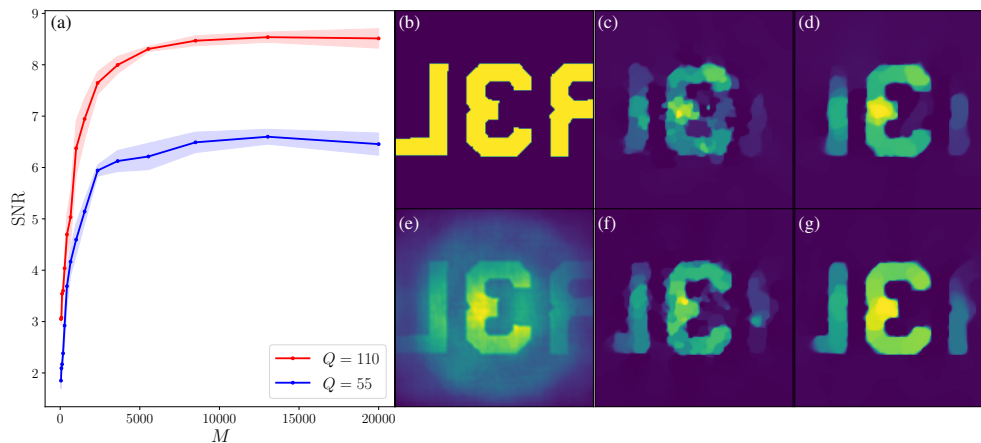 (a)
9
8
7
6
5
4
3
2
SNR
0
5000
10000
15000
20000
M
Q = 110
Q = 55
(b)
(c)
(d)
(e)
(f)
(g)